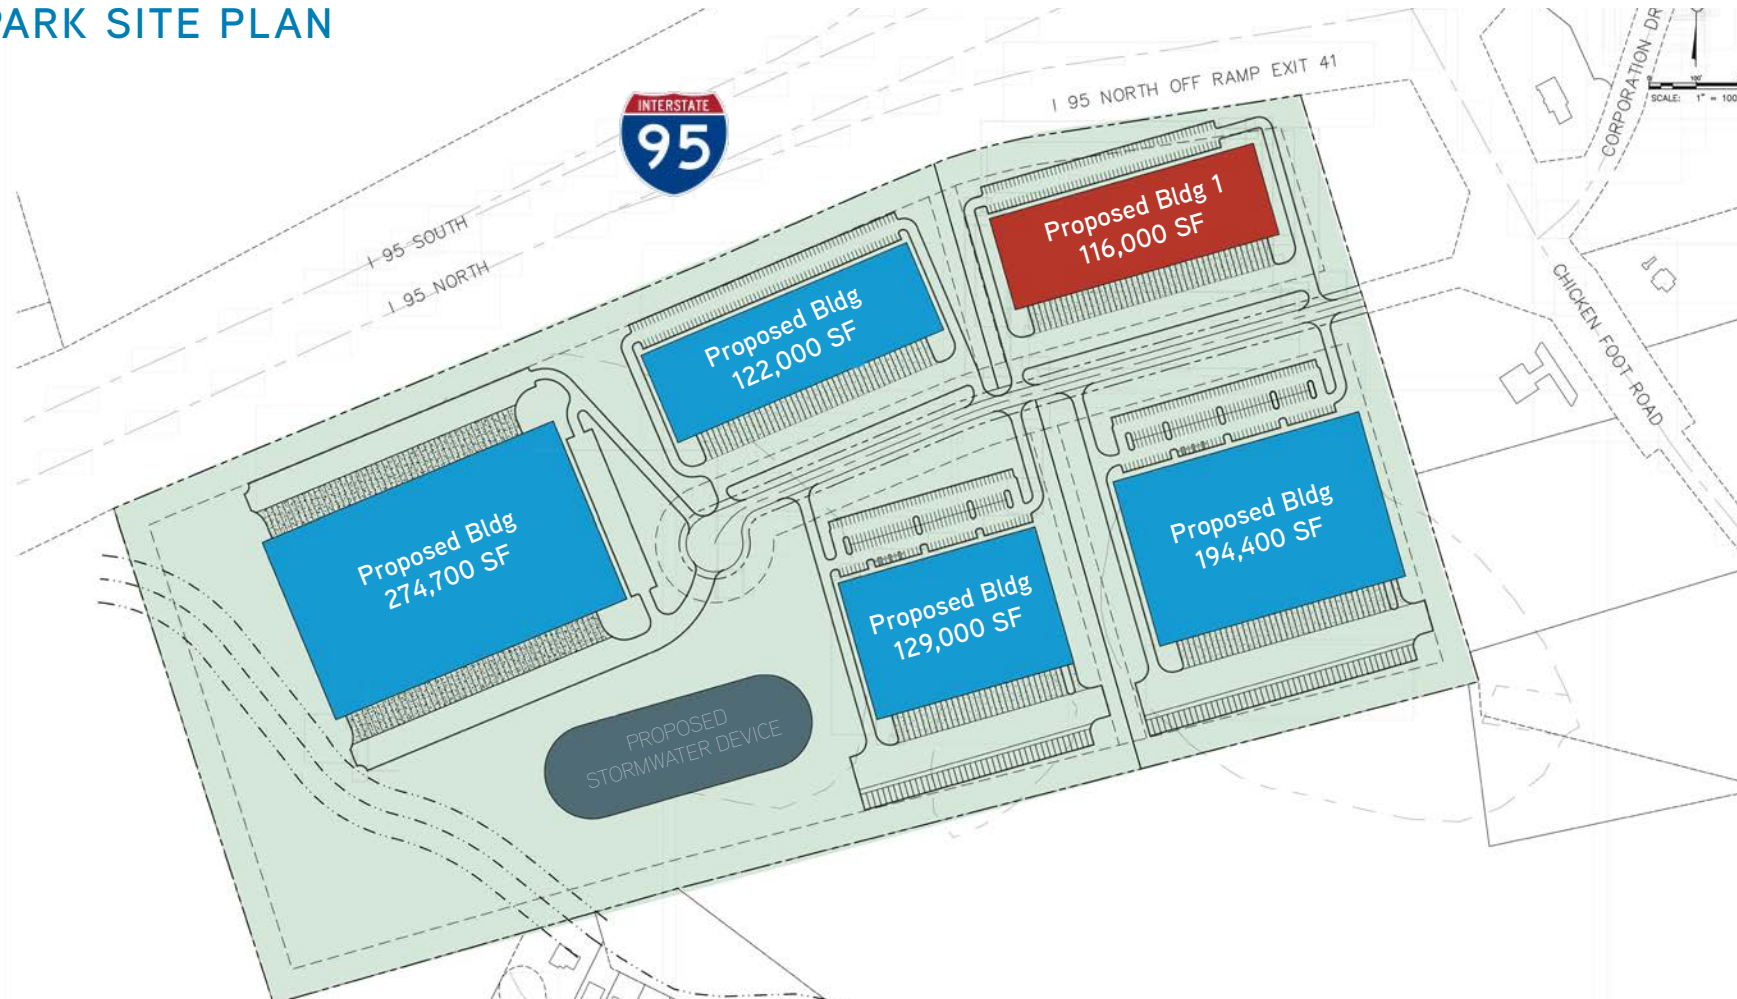 PARK SITE PLAN
INTERSTATE
95
I 95 NORTH OFF RAMP EXIT 41
CORPORATION DR
SCALE: 1" = 100
I 95 SOUTH
I 95 NORTH
Proposed Bldg 1
116,000 SF
Proposed Bldg
122,000 SF
CHICKEN FOOT ROAD
Proposed Bldg
274,700 SF
Proposed Bldg
194,400 SF
Proposed Bldg
129,000 SF
PROPOSED
STORMWATER DEVICE